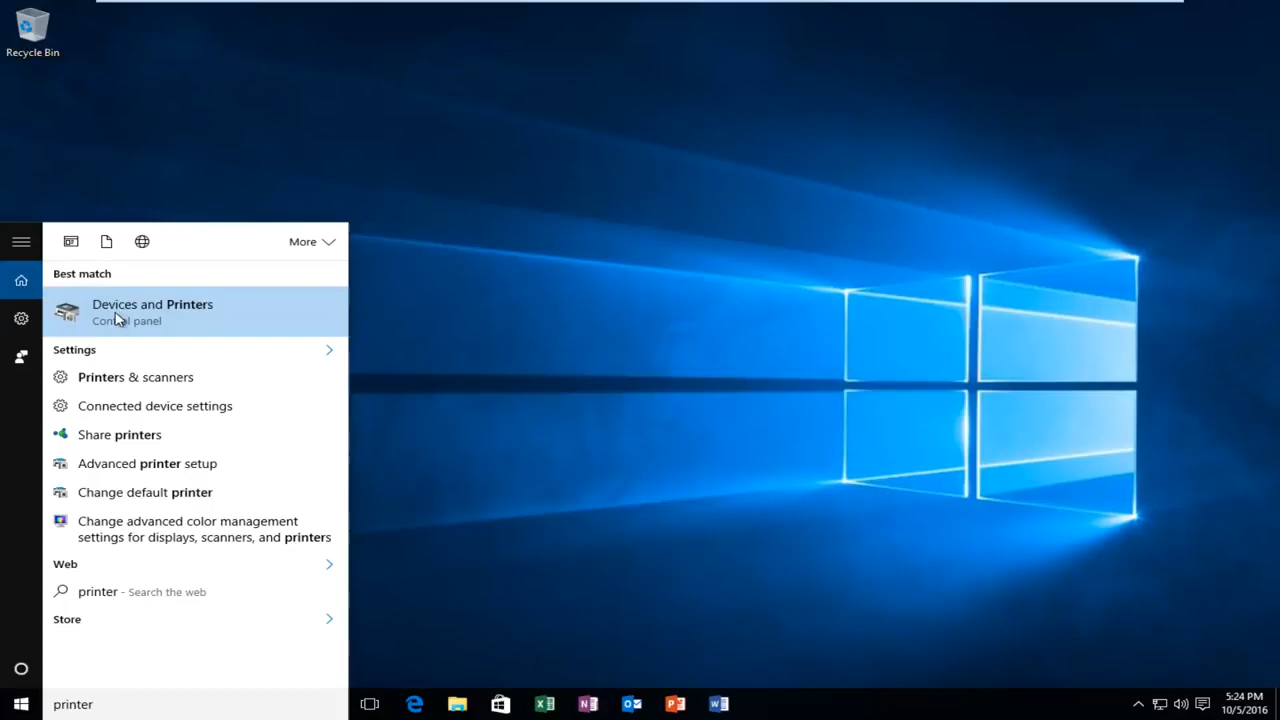 Recycle Bin
More
Best match
Devices and Printers
Control panel
Settings
Printers & scanners
Connected device settings
Share printers
Advanced printer setup
Change default printer
Change advanced color management
settings for displays, scanners, and printers
Web
printer - Search the web
Store
printer
5:24 PM
10/5/2016